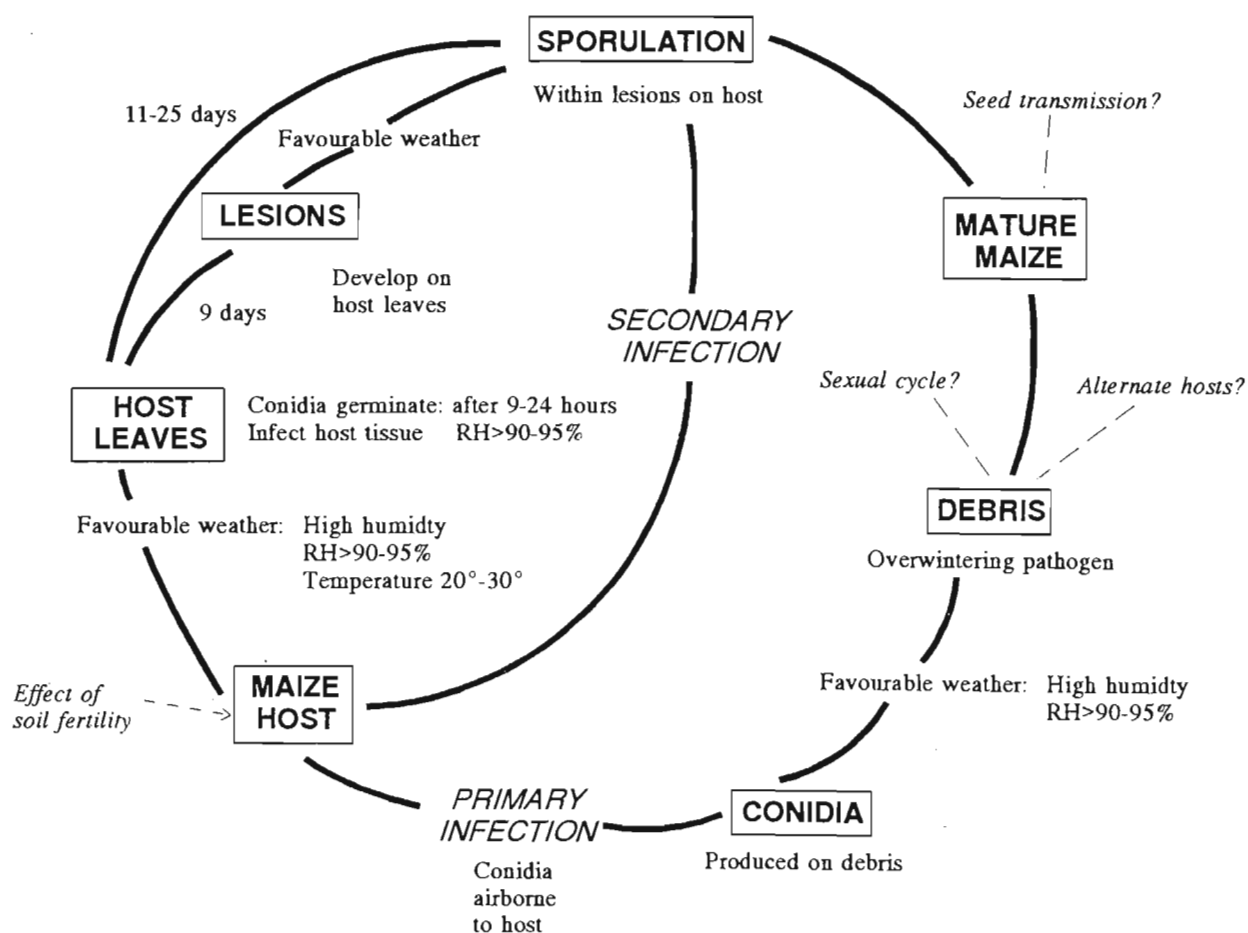 SPORULATION
Within lesions on host
11-25 days
Favourable weather
LESIONS
Develop on
host leaves
9 days
HOST
LEAVES
Conidia germinate: after 9-24 hours
Infect host tissue RH>90-95%
Favourable weather: High humidty
RH>90-95%
Temperature 20°-30°
Effect of
soil fertility
MAIZE
HOST
SECONDARY
INFECTION
PRIMARY
INFECTION
Conidia
airborne
to host
CONIDIA
Produced on debris
Favourable weather: High humidty
RH>90-95%
DEBRIS
Overwintering pathogen
Sexual cycle?
Alternate hosts?
MATURE
MAIZE
Seed transmission?